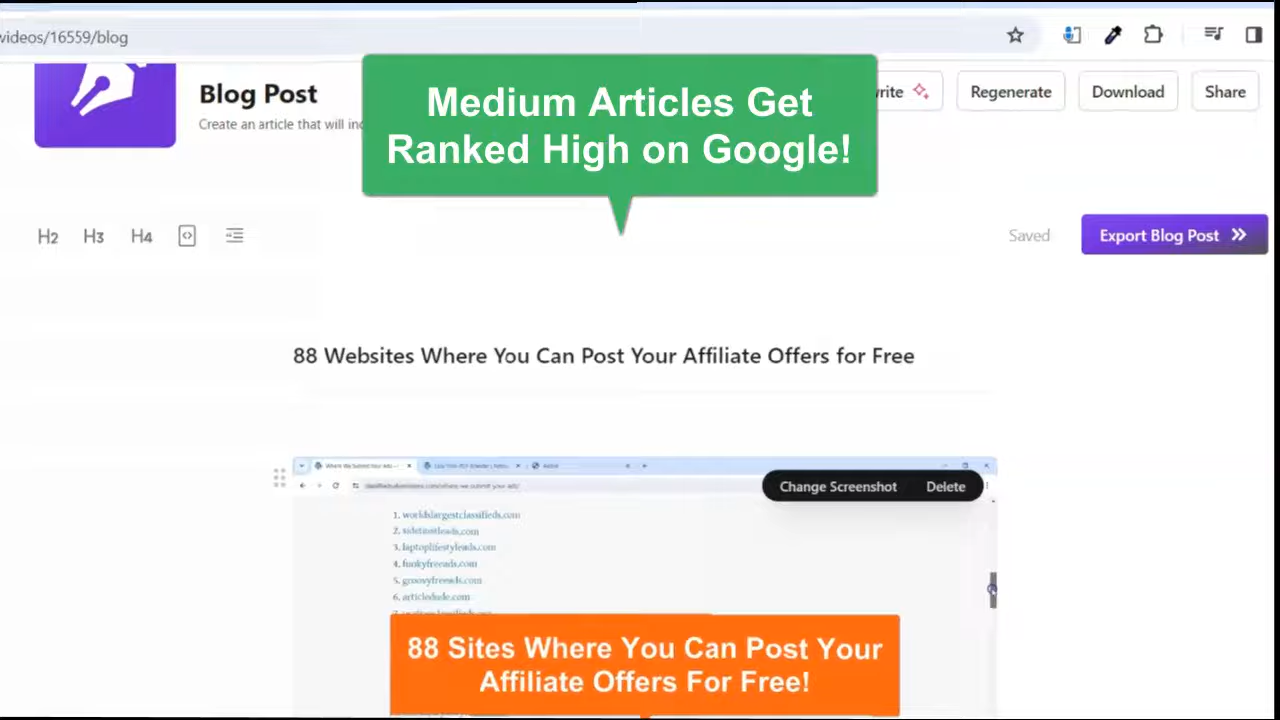 videos/16559/blog
Medium Articles Get
Ranked High on Google!
Blog Post
Create an article that will
Regenerate
Download
Share
H2 H3 H4
Saved
Export Blog Post
88 Websites Where You Can Post Your Affiliate Offers for Free
Change Screenshot
Delete
1. worldslargestclassifieds.com
3. laptoplifestyleads.com
4. funkyfreeads.com
5. groovyfreeads.com
6. articledude.com
88 Sites Where You Can Post Your
Affiliate Offers For Free!